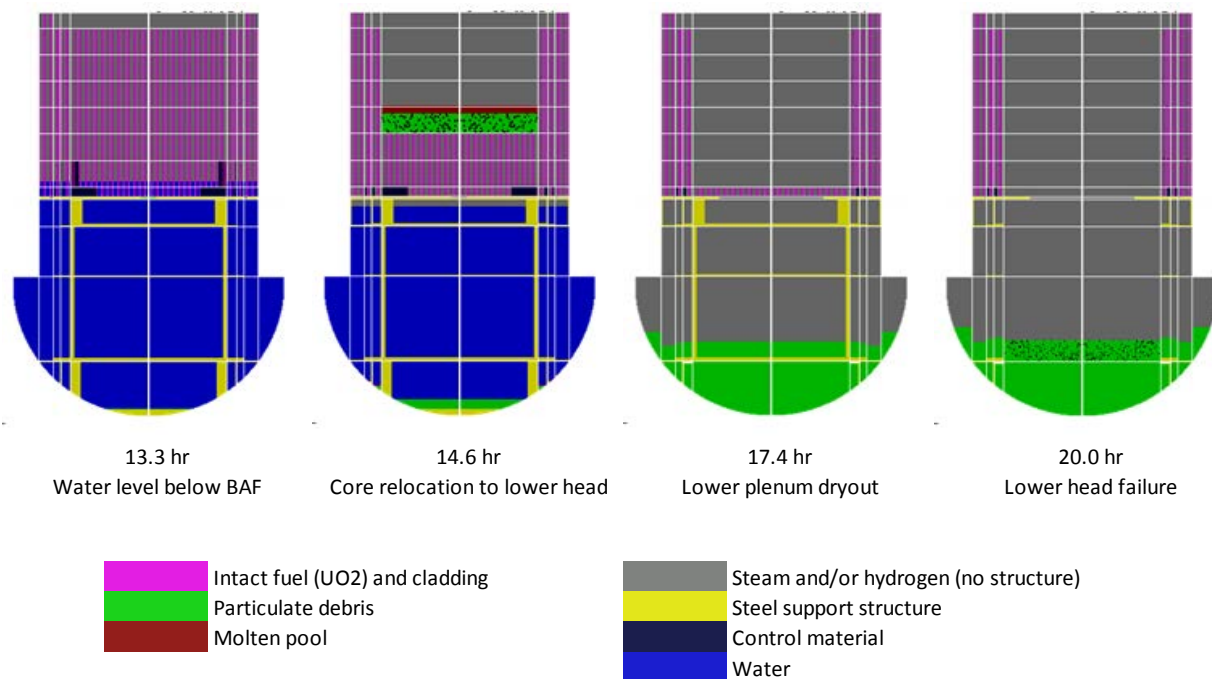 13.3 hr
Water level below BAF
14.6 hr
Core relocation to lower head
17.4 hr
Lower plenum dryout
20.0 hr
Lower head failure
Intact fuel (UO2) and cladding
Particulate debris
Molten pool
Steam and/or hydrogen (no structure)
Steel support structure
Control material
Water